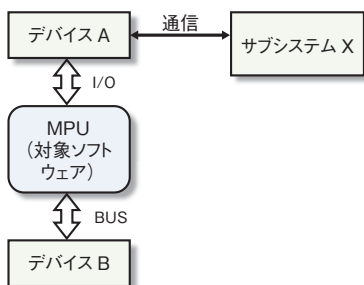 デバイス A
通信
サブシステム X
I/O
MPU
(対象ソフト
ウェア)
BUS
デバイス B